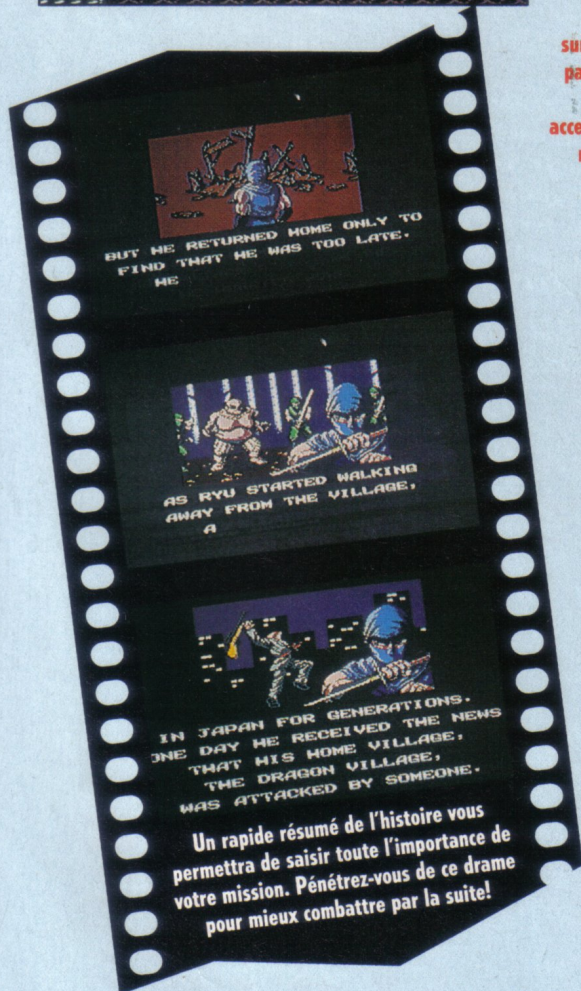 sur
pa
acce
BUT HE RETURNED HOME ONLY TO
FIND THAT HE WAS TOO LATE.
HE
AS RYU STARTED WALKING
AWAY FROM THE VILLAGE,
A
IN JAPAN FOR GENERATIONS.
ONE DAY HE RECEIVED THE NEWS
THAT HIS HOME VILLAGE,
THE DRAGON VILLAGE,
WAS ATTACKED BY SOMEONE.
Un rapide résumé de l'histoire vous
permettra de saisir toute l'importance de
votre mission. Pénétrez-vous de ce drame
pour mieux combattre par la suite!